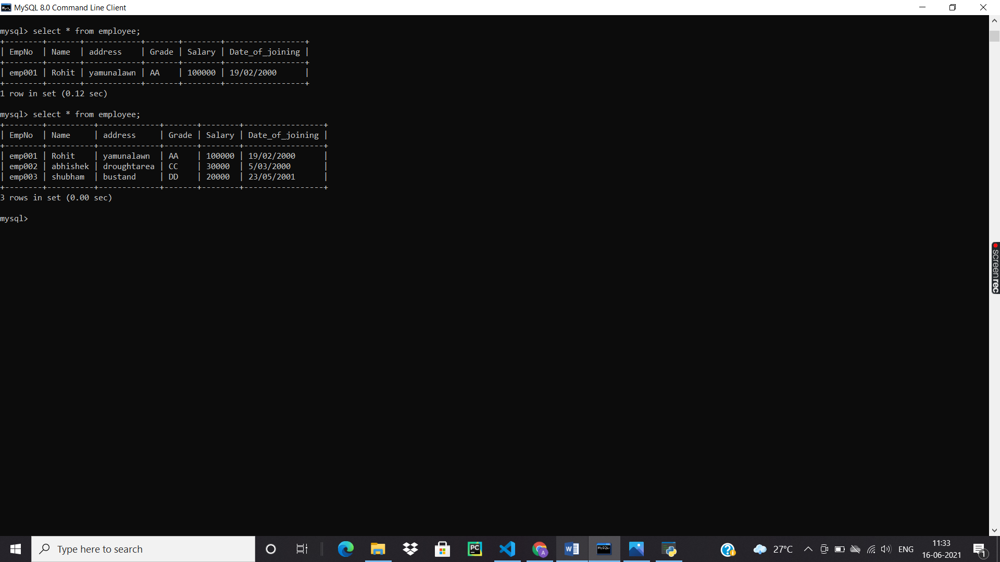 MySQL 8.0 Command Line Client
mysql> select * from employee;
+--------+-------+------------+-------+--------+-----------------+
| EmpNo  | Name  | address    | Grade | Salary | Date_of_joining |
+--------+-------+------------+-------+--------+-----------------+
| emp001 | Rohit | yamunalawn | AA    | 100000 | 19/02/2000      |
+--------+-------+------------+-------+--------+-----------------+
1 row in set (0.12 sec)
mysql> select * from employee;
+--------+----------+-------------+-------+--------+-----------------+
| EmpNo  | Name     | address     | Grade | Salary | Date_of_joining |
+--------+----------+-------------+-------+--------+-----------------+
| emp001 | Rohit    | yamunalawn  | AA    | 100000 | 19/02/2000      |
| emp002 | abhishek | droughtarea | CC    | 30000  | 5/03/2000       |
| emp003 | shubham  | bustand     | DD    | 20000  | 23/05/2001      |
+--------+----------+-------------+-------+--------+-----------------+
3 rows in set (0.00 sec)
mysql>
screenrec
Type here to search
PC
W
MySQL
A
27°C
ENG
11:33
16-06-2021
1